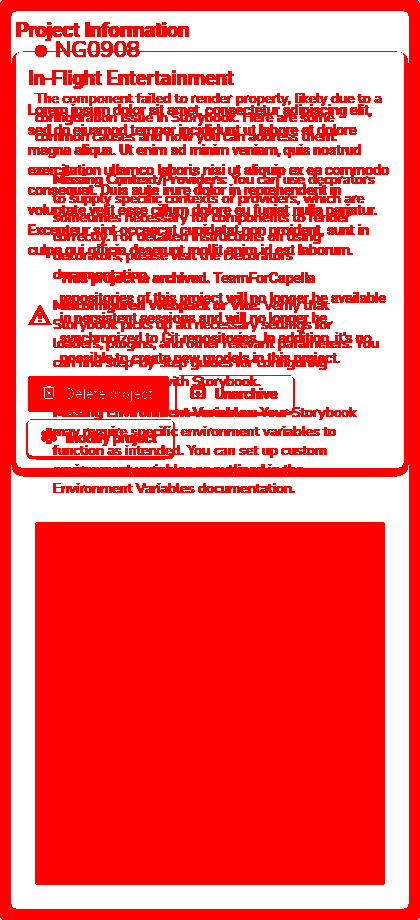 Project Information
NG0908
In-Flight Entertainment
The component failed to render property, likely due to a
Lorem ipsum dolor sit amet, consectetur adipiscing elit,
configuration issue in Storybook. Here are some
sed do eiusmod tempor incididunt ut labore et dolore
common causes and how you can address them:
magna aliqua. Ut enim ad minim veniam, quis nostrud
exercitation ullamco laboris nisi ut aliquip ex ea commodo
Missing Context/Providers: You can use decorators
consequat. Duis aute irure dolor in reprehenderit in
to supply specific contexts or providers, which are
voluptate velit esse cillum dolore eu fugiat nulla pariatur.
sometimes necessary for components to render
Excepteur sint occaecat cupidatat non proident, sunt in
correctly. For detailed instructions on using
culpa qui officia deserunt mollit anim id est laborum.
documentation.
This project is archived. TeamForCapella
repositories of this project will no longer be available
Misconfigured Webpack or Vite: Verify that
in persistent sessions and will no longer be
Storybook picks up all necessary settings for
synchronized to Git repositories. In addition, it's no
loaders, plugins, and other relevant parameters. You
possible to create new models in this project.
can find step-by-step guides for configuring
with Storybook.
Delete project
Unarchive
Missing Environment Variables: Your Storybook
may require specific environment variables to
Modify project
function as intended. You can set up custom
environment variables as outlined in the
Environment Variables documentation.